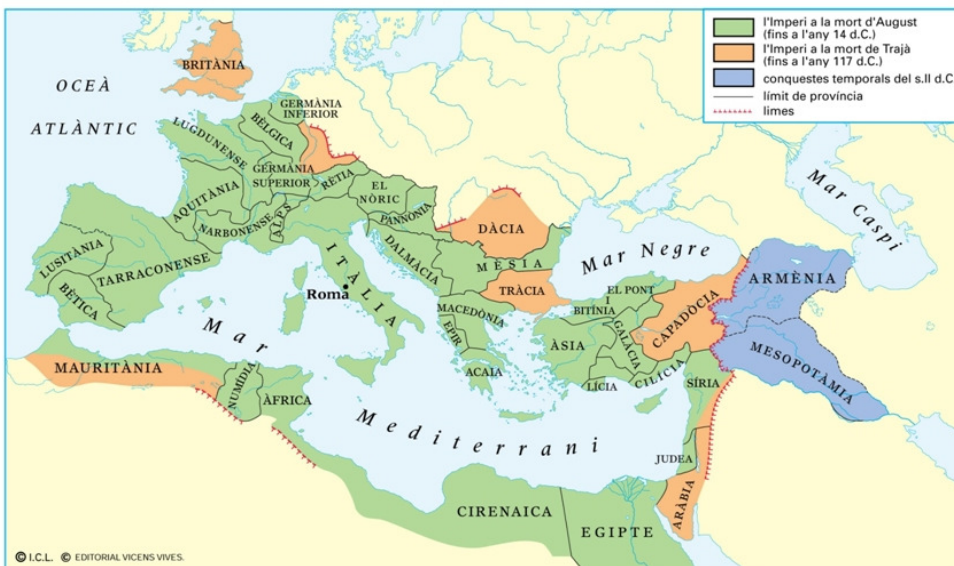 l'Imperi a la mort d'August
(fins a l'any 14 d.C.)
l'Imperi a la mort de Trajà
(fins a l'any 117 d.C.)
conquestes temporals del s.II d.C
límit de província
limes
BRITÀNIA
OCEÀ
ATLÀNTIC
GERMÀNIA
INFERIOR
BÈLGICA
LUGDUNENSE
GERMÀNIA
SUPERIOR
RÈTIA
EL
NÒRIC
AQUITÀNIA
NARBONENSE
ALPS
PANNÒNIA
DALMÀCIA
DÀCIA
MÈSIA
TRÀCIA
Mar Negre
Mar Caspi
LUSITÀNIA
TARRACONENSE
BÈTICA
ITÀLIA
Roma
MACEDÒNIA
EPIR
ACAIA
EL PONT
I
BITÍNIA
GALÀCIA
CAPADÒCIA
ARMÈNIA
MESOPOTÀMIA
ÀSIA
LÍCIA
CILÍCIA
SÍRIA
MAURITÀNIA
NUMÍDIA
ÀFRICA
Mar
Mediterrani
JUDEA
ARÀBIA
CIRENAICA
EGIPTE
© I.C.L. © EDITORIAL VICENS VIVES.